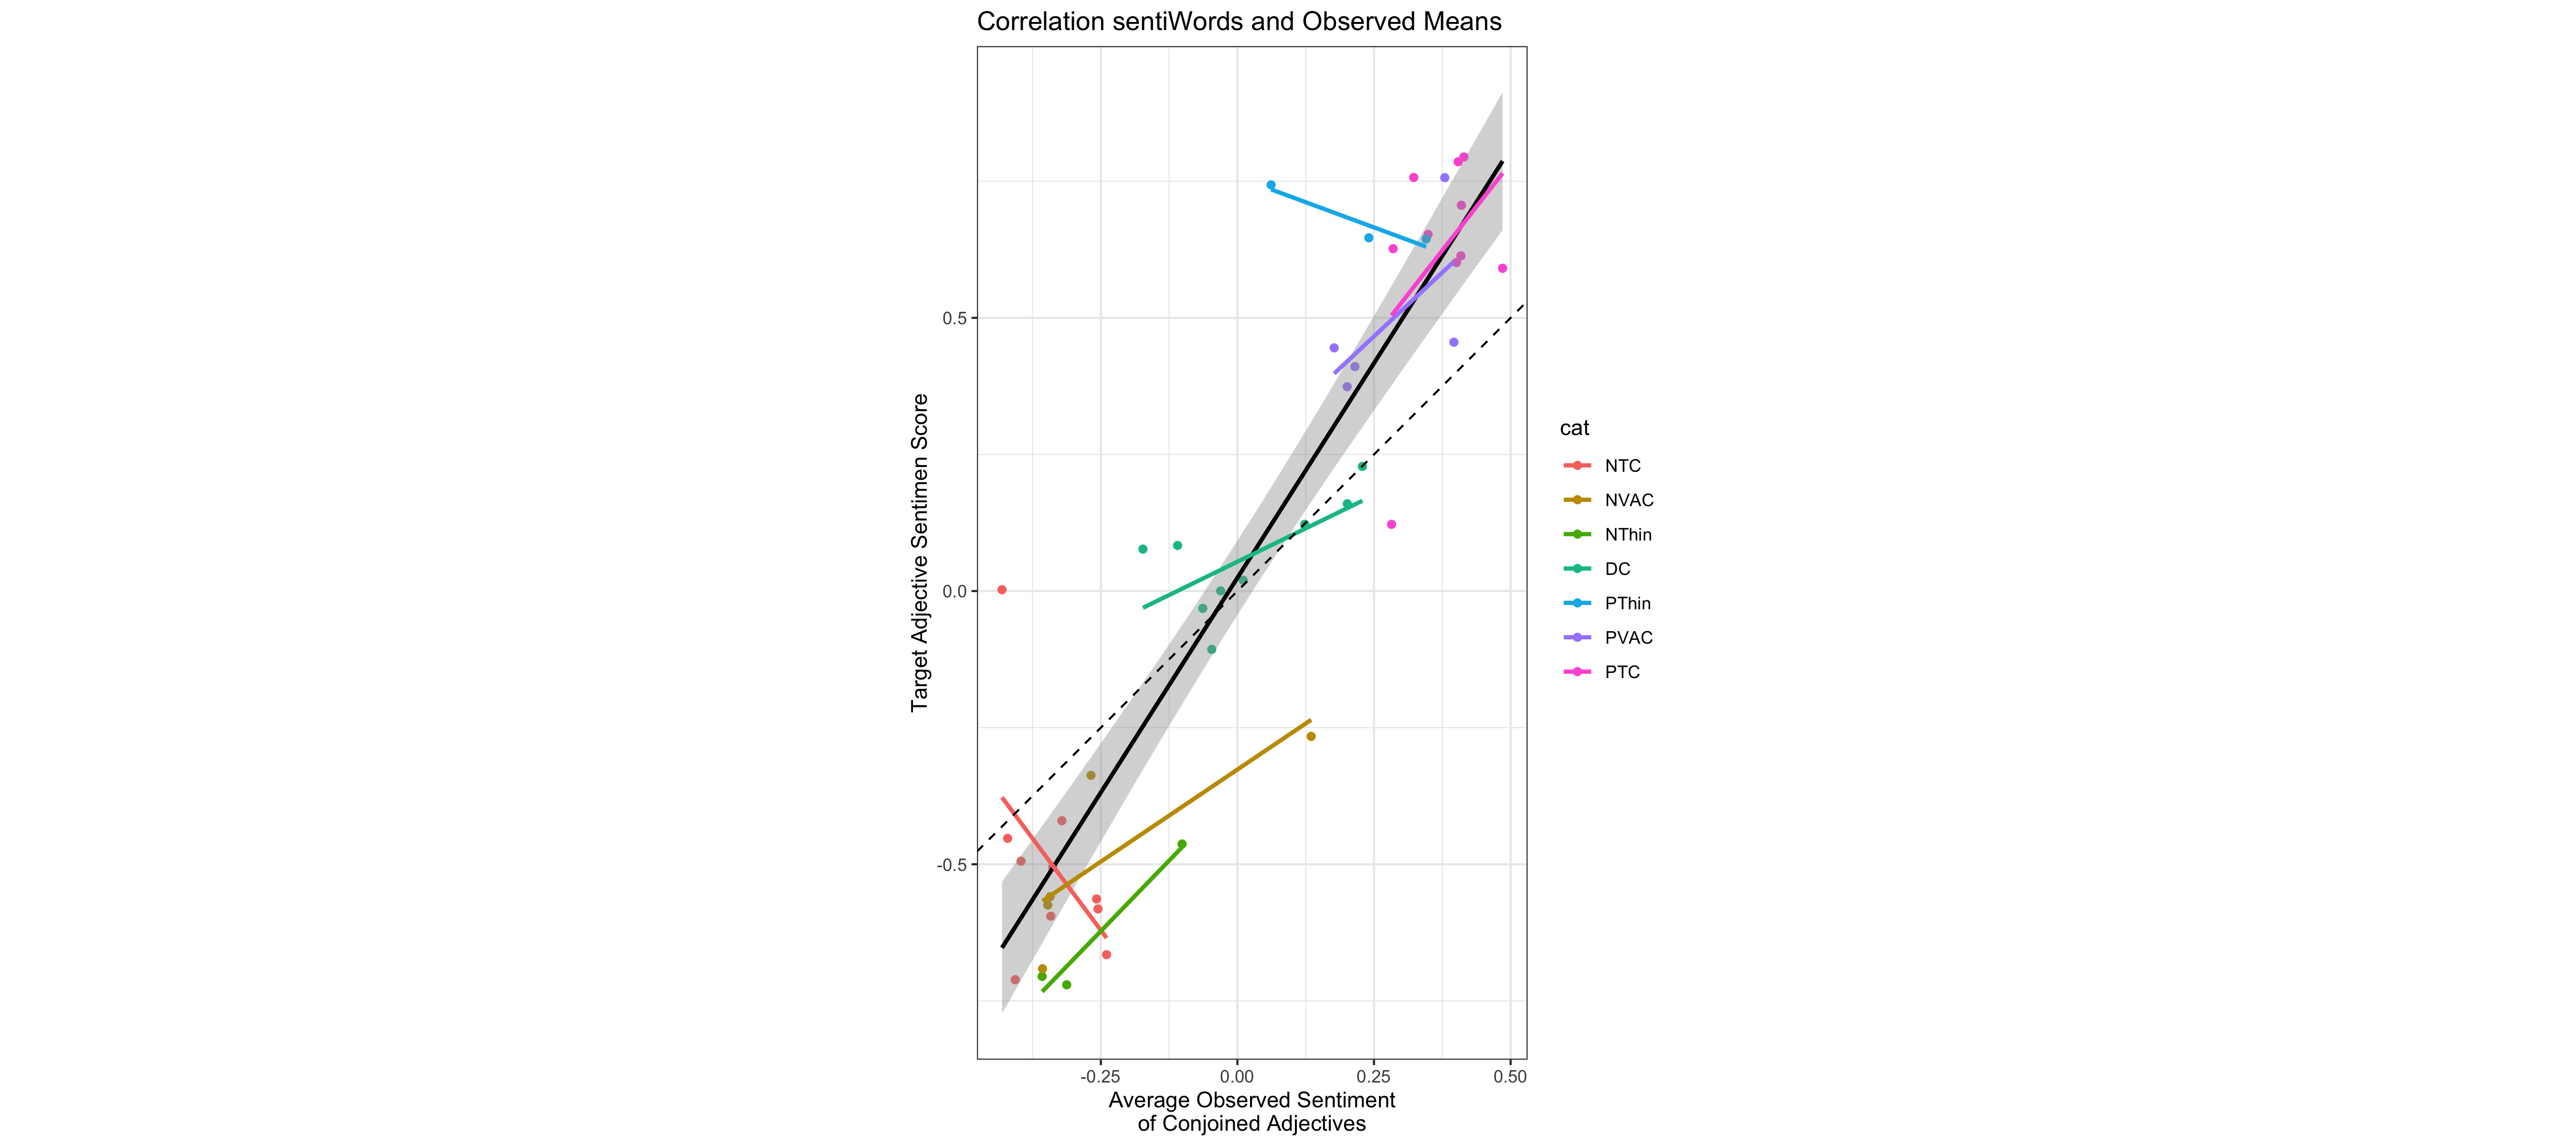 Correlation sentiWords and Observed Means
Target Adjective Sentimen Score
0.5
0.0
-0.5
-0.25
0.00
0.25
0.50
Average Observed Sentiment
of Conjoined Adjectives
cat
NTC
NVAC
NThin
DC
PThin
PVAC
PTC